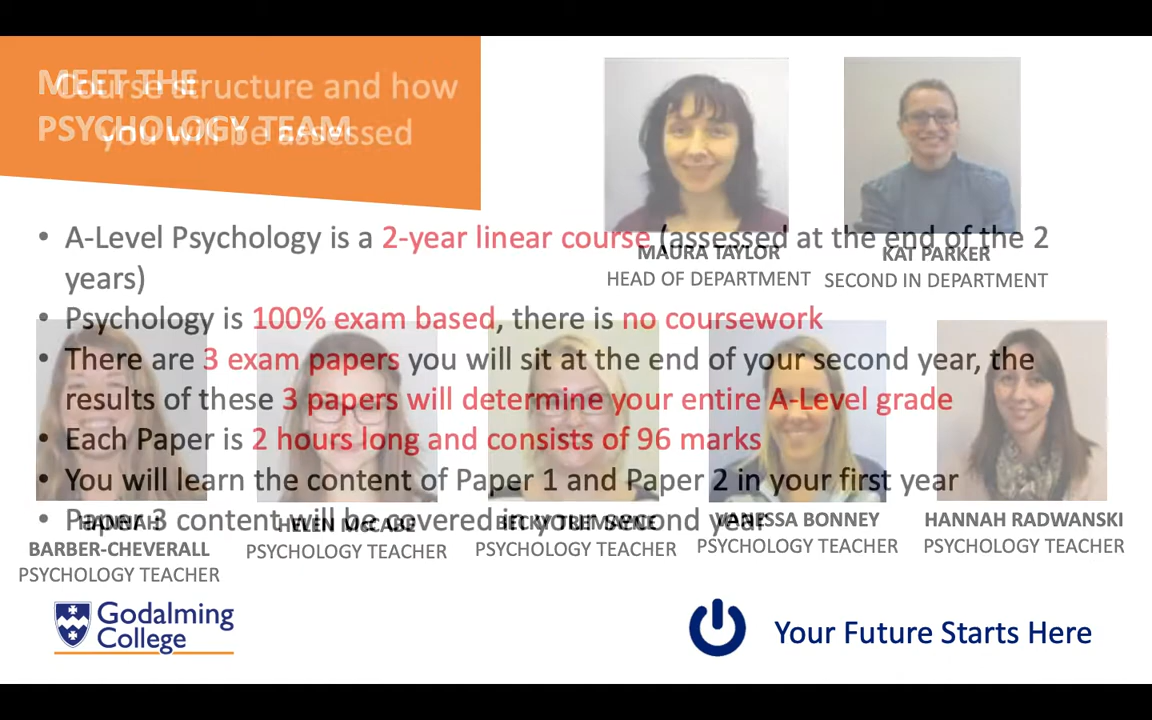 MEET THE
PSYCHOLOGY TEAM
Course structure and how
you will be assessed
MAURA TAYLOR
HEAD OF DEPARTMENT
KAT PARKER
SECOND IN DEPARTMENT
• A-Level Psychology is a 2-year linear course (assessed at the end of the 2
years)
• Psychology is 100% exam based, there is no coursework
• There are 3 exam papers you will sit at the end of your second year, the
results of these 3 papers will determine your entire A-Level grade
• Each Paper is 2 hours long and consists of 96 marks
• You will learn the content of Paper 1 and Paper 2 in your first year
• Paper 3 content will be covered in your second year
HANNAH
BARBER-CHEVERALL
PSYCHOLOGY TEACHER
HELEN McCABE
PSYCHOLOGY TEACHER
BECKY TREMAYNE
PSYCHOLOGY TEACHER
VANESSA BONNEY
PSYCHOLOGY TEACHER
HANNAH RADWANSKI
PSYCHOLOGY TEACHER
Godalming
College
Your Future Starts Here